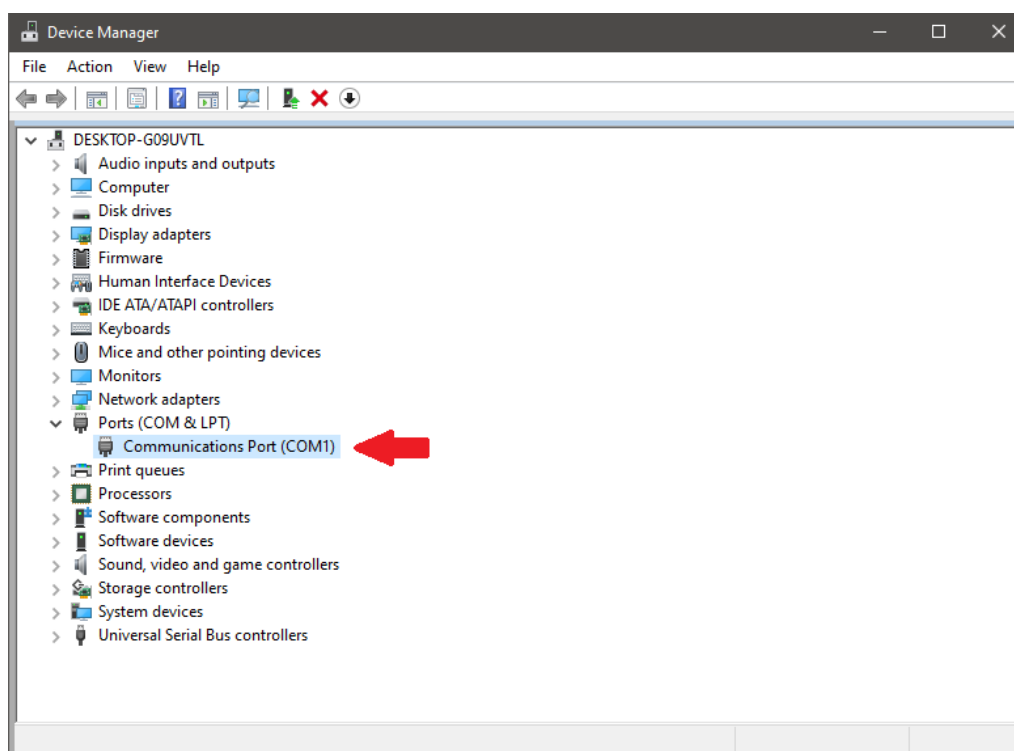 Device Manager
File Action View Help
DESKTOP-G09UVTL
Audio inputs and outputs
Computer
Disk drives
Display adapters
Firmware
Human Interface Devices
IDE ATA/ATAPI controllers
Keyboards
Mice and other pointing devices
Monitors
Network adapters
Ports (COM & LPT)
Communications Port (COM1)
Print queues
Processors
Software components
Software devices
Sound, video and game controllers
Storage controllers
System devices
Universal Serial Bus controllers